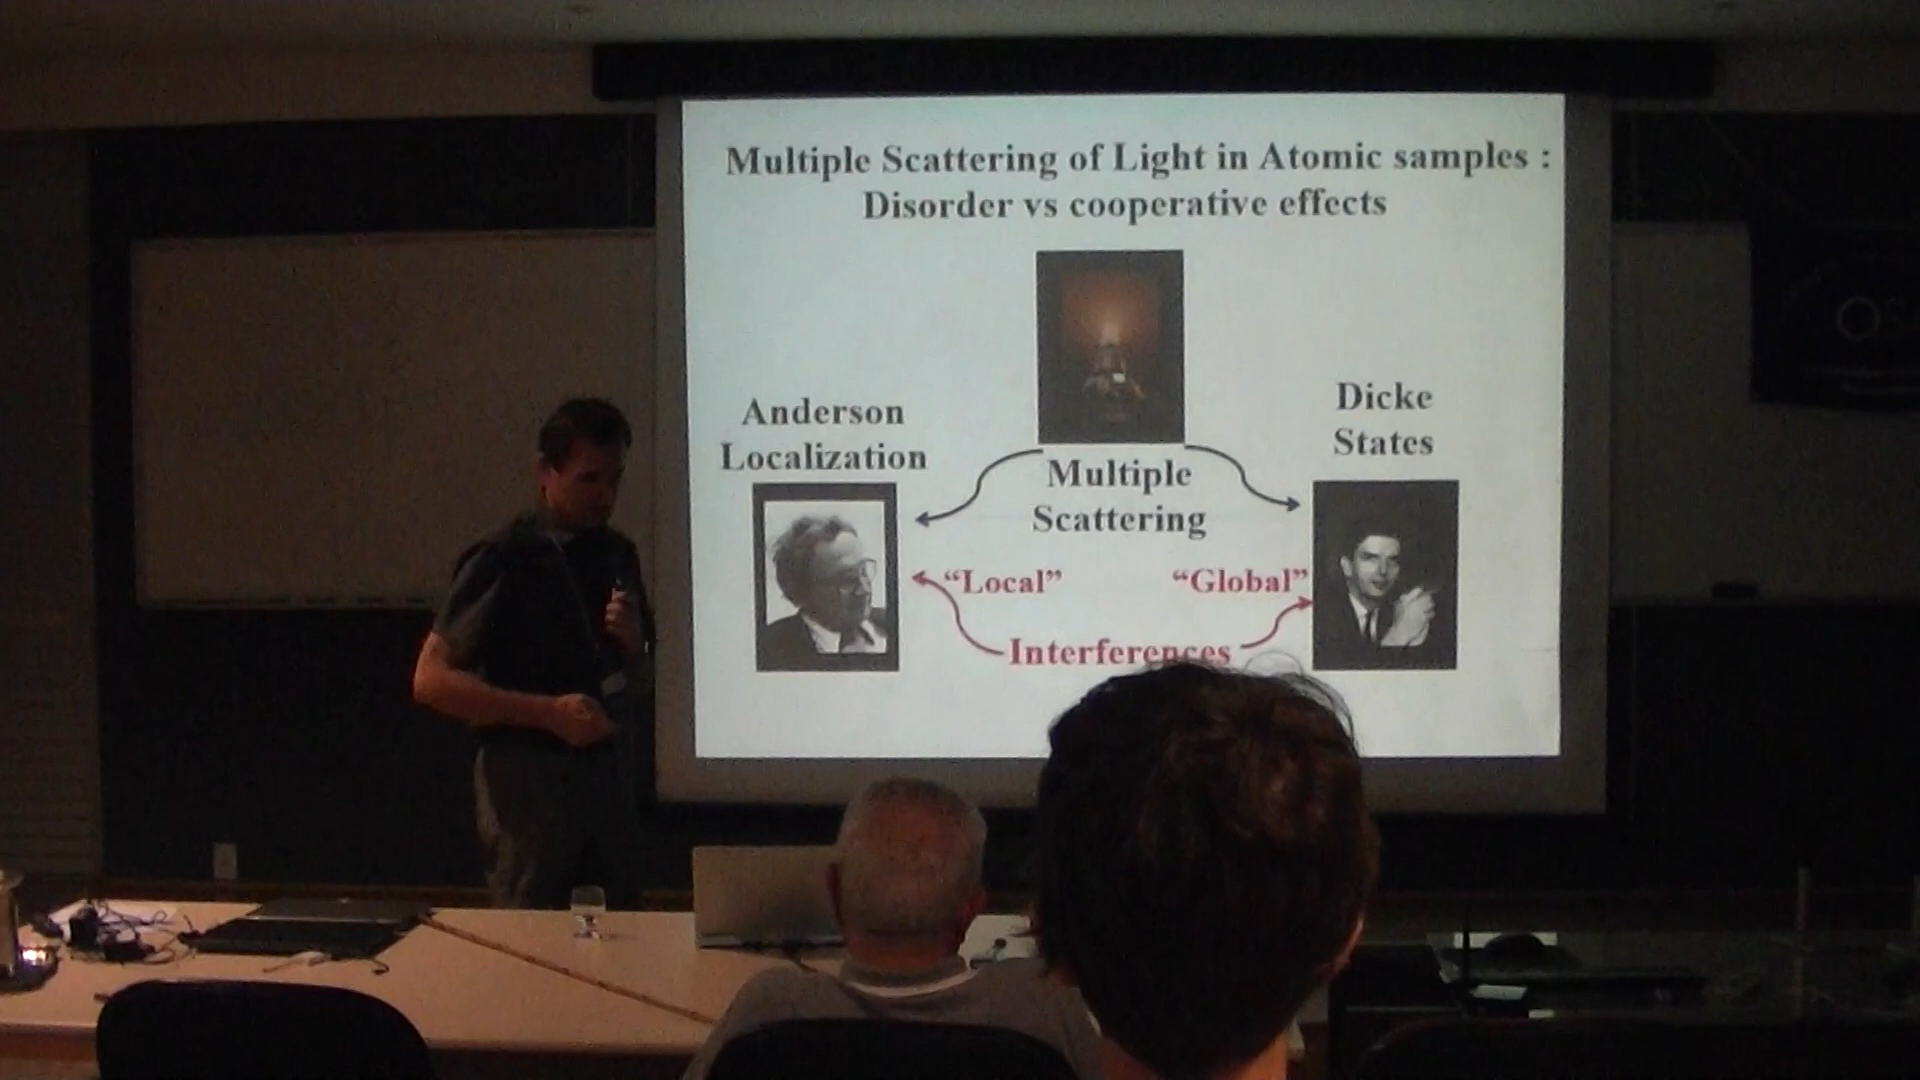 Multiple Scattering of Light in Atomic samples :
Disorder vs cooperative effects
Anderson
Localization
Dicke
States
Multiple
Scattering
“Local”
“Global”
Interferences